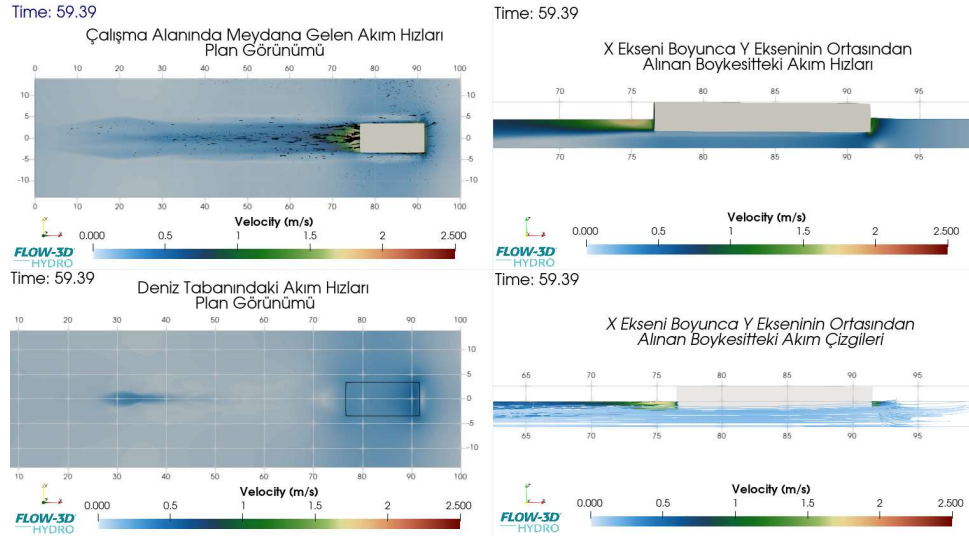 Time: 59.39
Çalışma Alanında Meydana Gelen Akım Hızları
Plan Görünümü
0 10 20 30 40 50 60 70 80 90 100
10 5 0 -5 -10
10 5 0 -5 -10
0 10 20 30 40 50 60 70 80 90 100
Velocity (m/s)
0.000 0.5 1 1.5 2 2.500
FLOW-3D
HYDRO
Time: 59.39
X Ekseni Boyunca Y Ekseninin Ortasından
Alınan Boykesitteki Akım Hızları
70 80 85 90 95
70 75 80 85 90 95
Velocity (m/s)
0.000 0.5 1 1.5 2 2.500
FLOW-3D
HYDRO
Time: 59.39
Deniz Tabanındaki Akım Hızları
Plan Görünümü
10 20 30 40 50 60 70 80 90 100
10 5 0 -5 -10
10 20 30 40 50 60 70 80 90 100
Velocity (m/s)
0.000 0.5 1 1.5 2 2.500
FLOW-3D
HYDRO
Time: 59.39
X Ekseni Boyunca Y Ekseninin Ortasından
Alınan Boykesitteki Akım Çizgileri
65 70 75 80 85 90 95
65 70 75 80 85 90 95
Velocity (m/s)
0.000 0.5 1 1.5 2 2.500
FLOW-3D
HYDRO